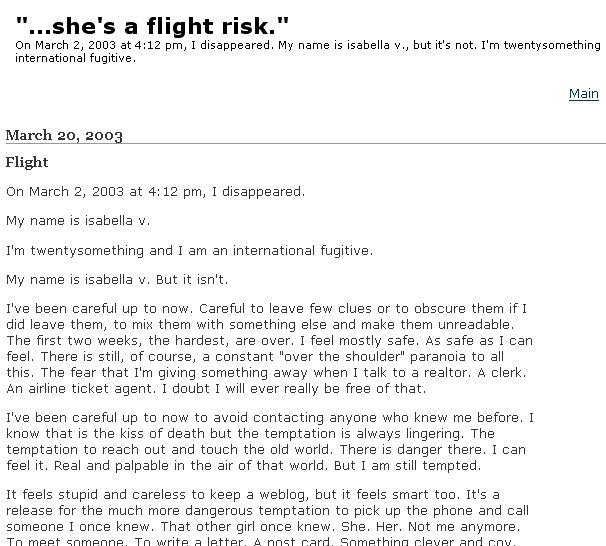 "...she's a flight risk."
On March 2, 2003 at 4:12 pm, I disappeared. My name is isabella v., but it's not. I'm twentysomething
international fugitive.
Main
March 20, 2003
Flight
On March 2, 2003 at 4:12 pm, I disappeared.
My name is isabella v.
I'm twentysomething and I am an international fugitive.
My name is isabella v. But it isn't.
I've been careful up to now. Careful to leave few clues or to obscure them if I
did leave them, to mix them with something else and make them unreadable.
The first two weeks, the hardest, are over. I feel mostly safe. As safe as I can
feel. There is still, of course, a constant "over the shoulder" paranoia to all
this. The fear that I'm giving something away when I talk to a realtor. A clerk.
An airline ticket agent. I doubt I will ever really be free of that.
I've been careful up to now to avoid contacting anyone who knew me before. I
know that is the kiss of death but the temptation is always lingering. The
temptation to reach out and touch the old world. There is danger there. I can
feel it. Real and palpable in the air of that world. But I am still tempted.
It feels stupid and careless to keep a weblog, but it feels smart too. It's a
release for the much more dangerous temptation to pick up the phone and call
someone I once knew. That other girl once knew. She. Her. Not me anymore.
To meet someone. To write a letter. A post card. Something clever and coy.